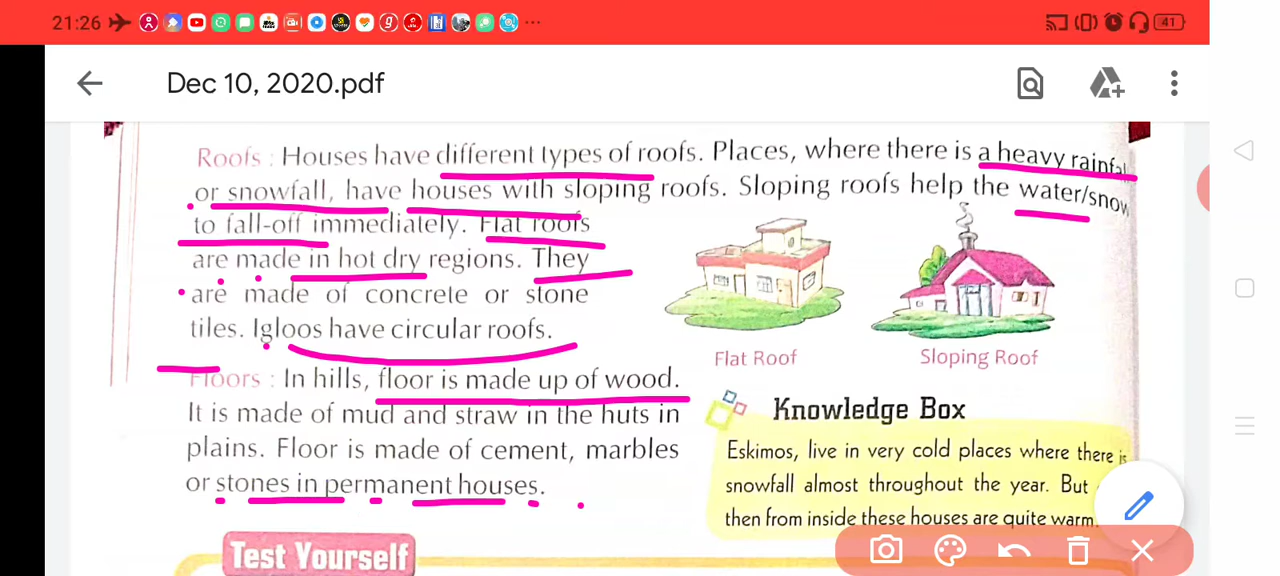 21:26
41
Dec 10, 2020.pdf
Roofs : Houses have different types of roofs. Places, where there is a heavy rainfal
or snowfall, have houses with sloping roofs. Sloping roofs help the water/snow
to fall-off immediately. Flat roofs
are made in hot dry regions. They
are made of concrete or stone
tiles. Igloos have circular roofs.
Flat Roof
Sloping Roof
Floors : In hills, floor is made up of wood.
It is made of mud and straw in the huts in
plains. Floor is made of cement, marbles
or stones in permanent houses.
Knowledge Box
Eskimos, live in very cold places where there is
snowfall almost throughout the year. But
then from inside these houses are quite warm.
Test Yourself